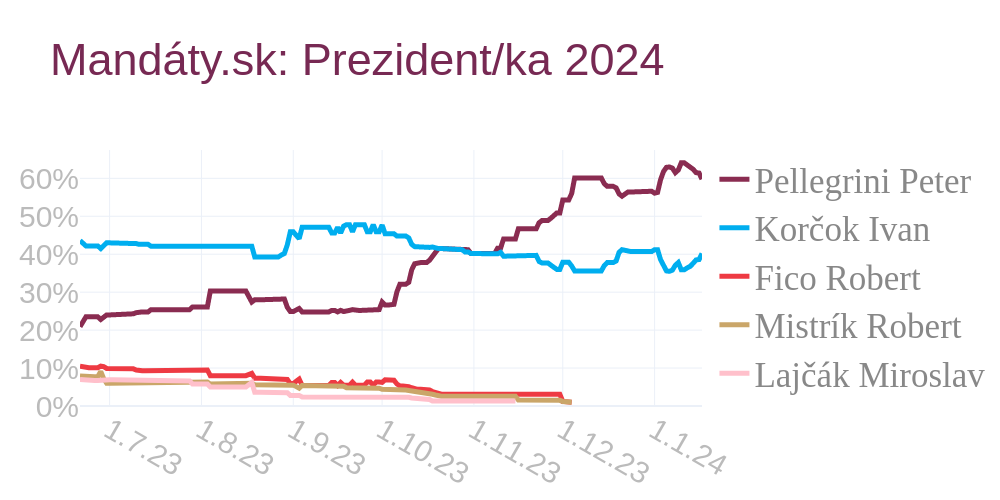 Mandáty.sk: Prezident/ka 2024
60%
50%
40%
30%
20%
10%
0%
1.7.23
1.8.23
1.9.23
1.10.23
1.11.23
1.12.23
1.1.24
Pellegrini Peter
Korčok Ivan
Fico Robert
Mistrík Robert
Lajčák Miroslav